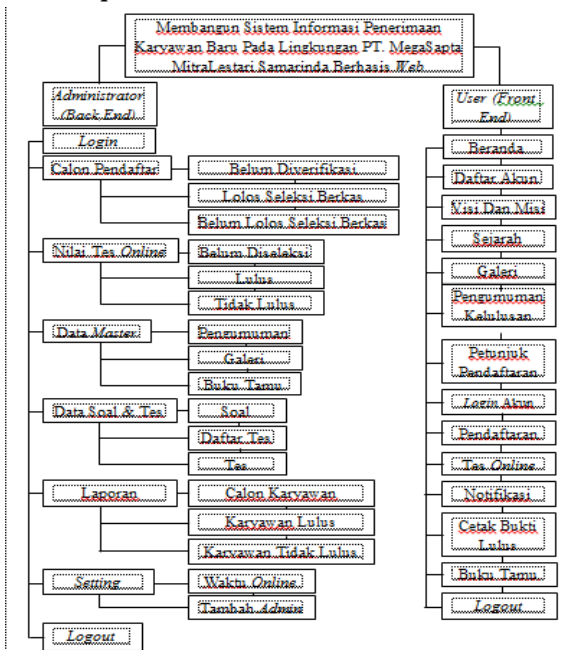 Membangun Sistem Informasi Penerimaan
Karyawan Baru Pada Lingkungan PT. MegaSapta
MitraLestari Samarinda Berbasis Web
Administrator
(Back End)
Login
Calon Pendaftar
Belum Diverifikasi
Lolos Seleksi Berkas
Belum Lolos Seleksi Berkas
Nilai Tes Online
Belum Diseleksi
Lulus
Tidak Lulus
Data Master
Pengumuman
Galeri
Buku Tamu
Data Soal & Tes
Soal
Daftar Tes
Tes
Laporan
Calon Karyawan
Karyawan Lulus
Karyawan Tidak Lulus
Setting
Waktu Online
Tambah Admin
Logout
User (Front
End)
Beranda
Daftar Akun
Visi Dan Misi
Sejarah
Galeri
Pengumuman
Kelulusan
Petunjuk
Pendaftaran
Login Akun
Pendaftaran
Tes Online
Notifikasi
Cetak Bukti
Lulus
Buku Tamu
Logout